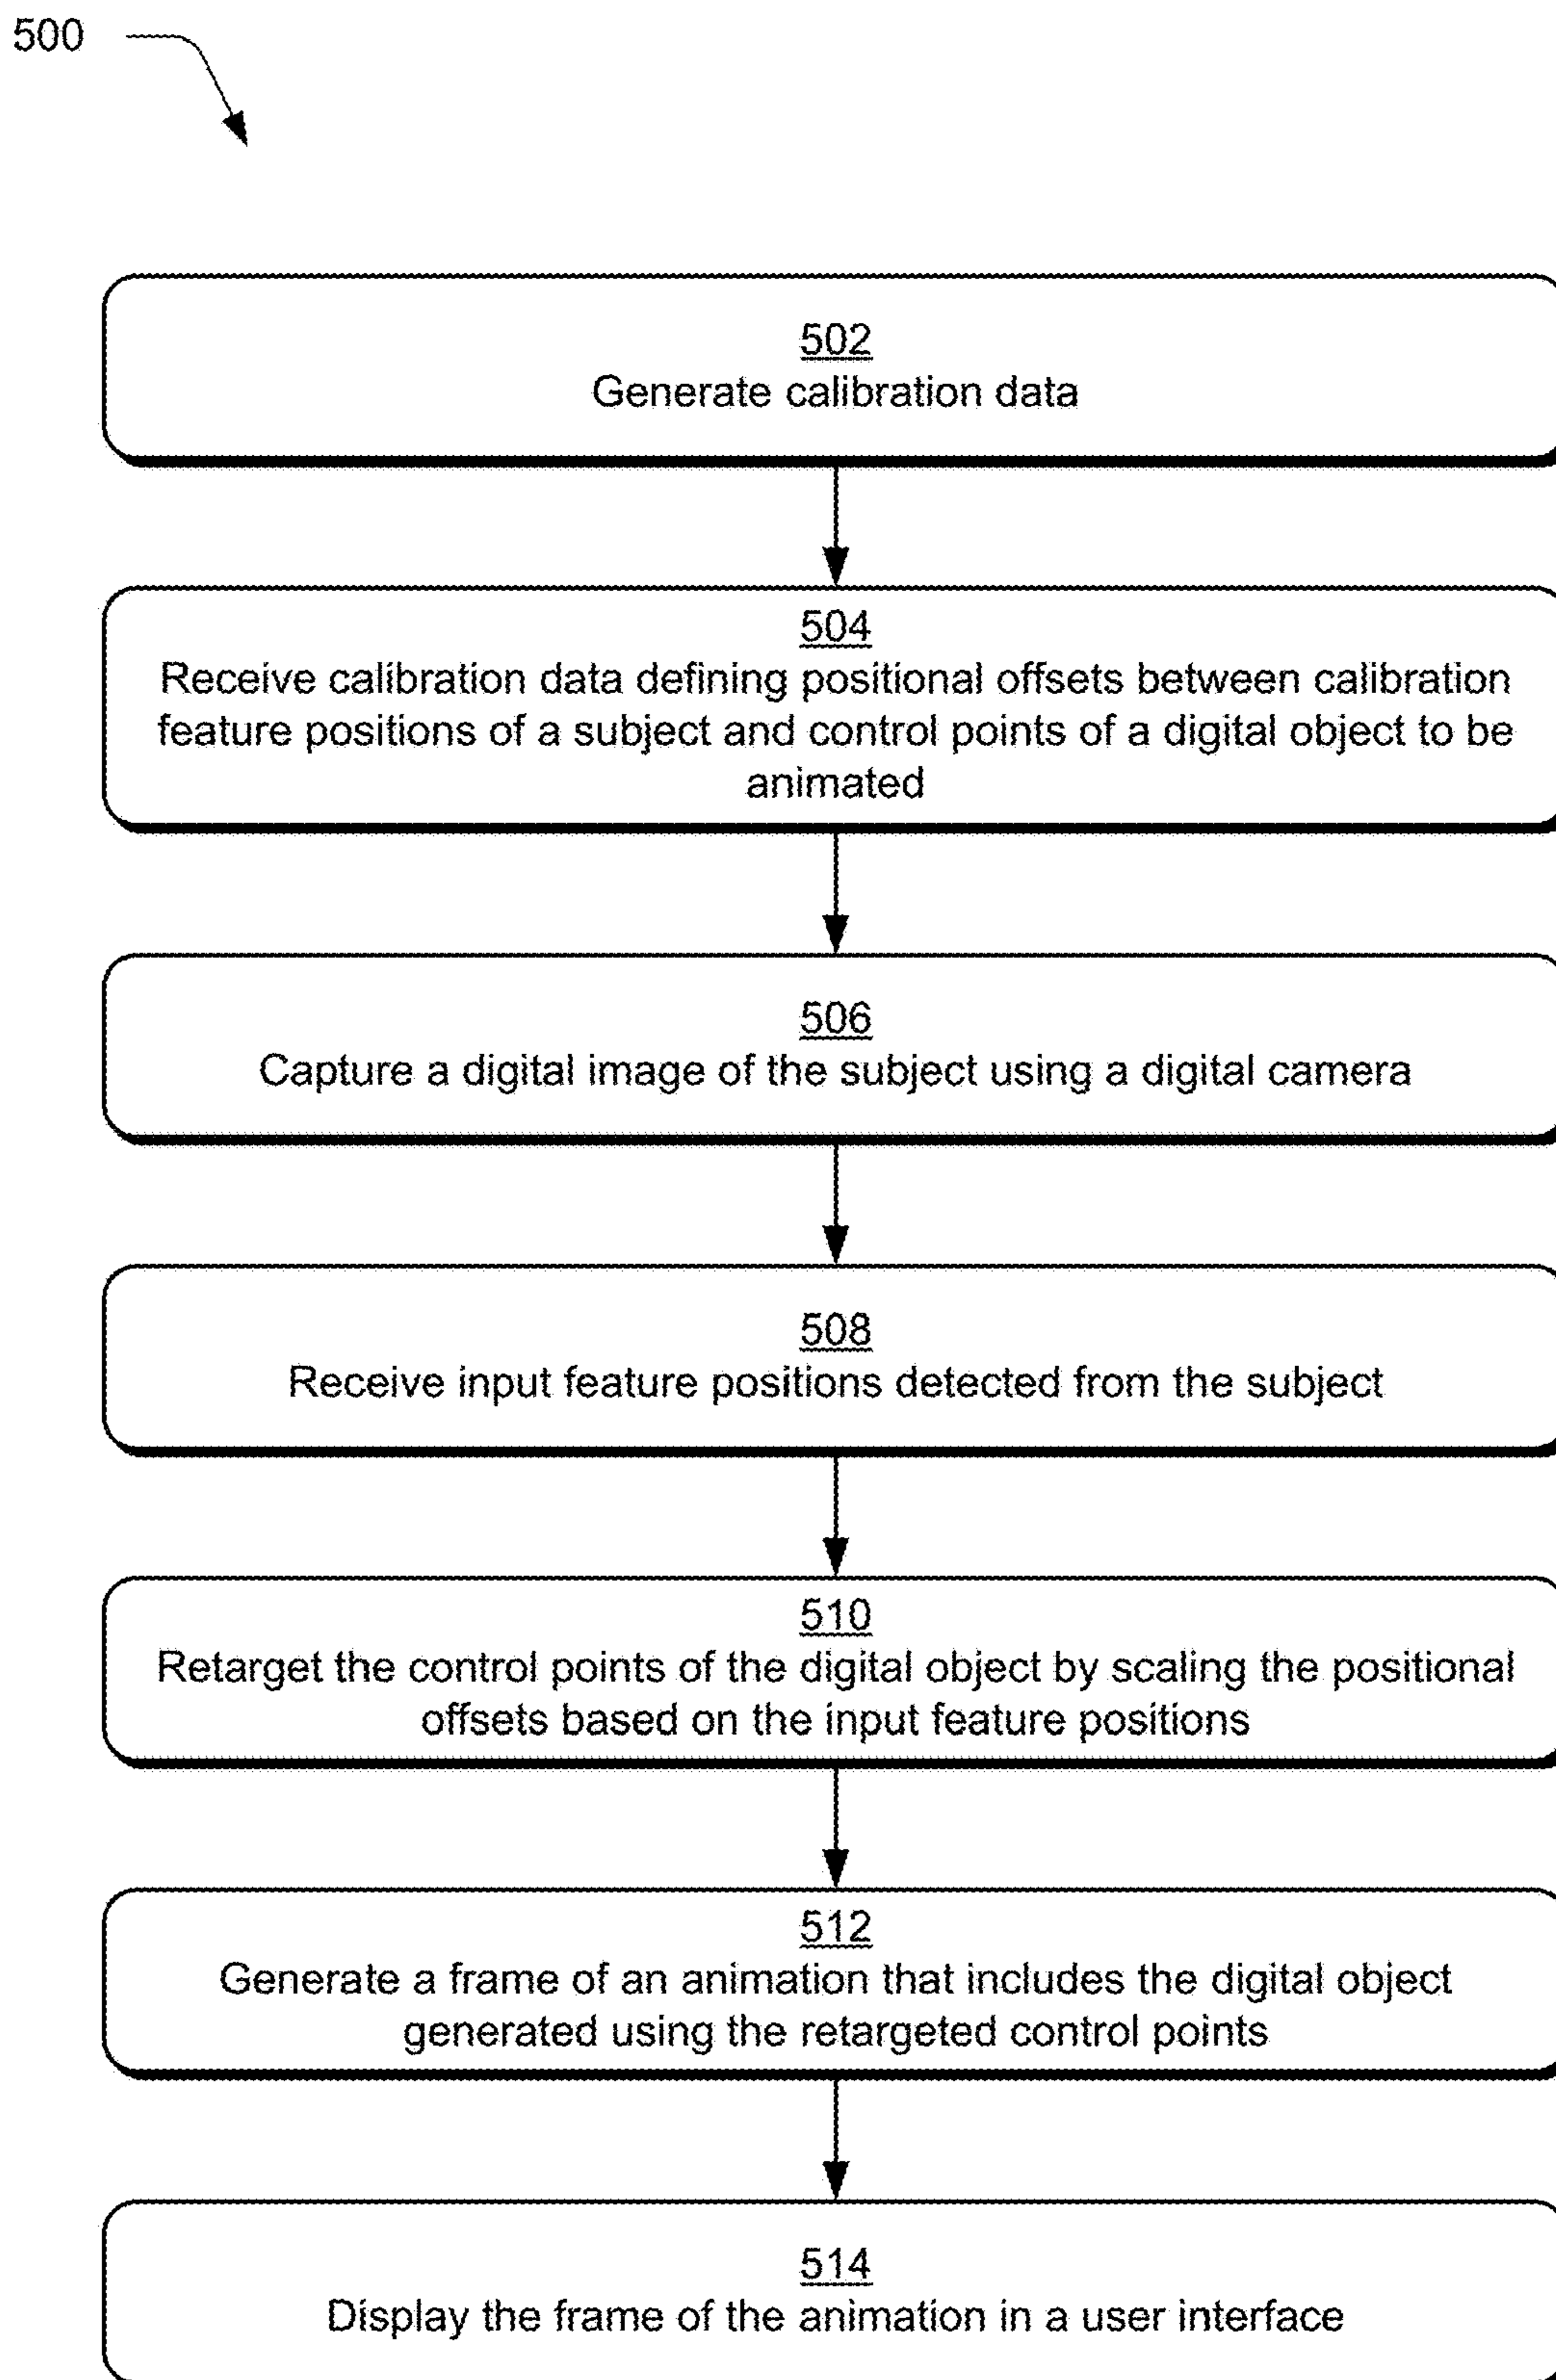 500
502
Generate calibration data
504
Receive calibration data defining positional offsets between calibration
feature positions of a subject and control points of a digital object to be
animated
506
Capture a digital image of the subject using a digital camera
508
Receive input feature positions detected from the subject
510
Retarget the control points of the digital object by scaling the positional
offsets based on the input feature positions
512
Generate a frame of an animation that includes the digital object
generated using the retargeted control points
514
Display the frame of the animation in a user interface